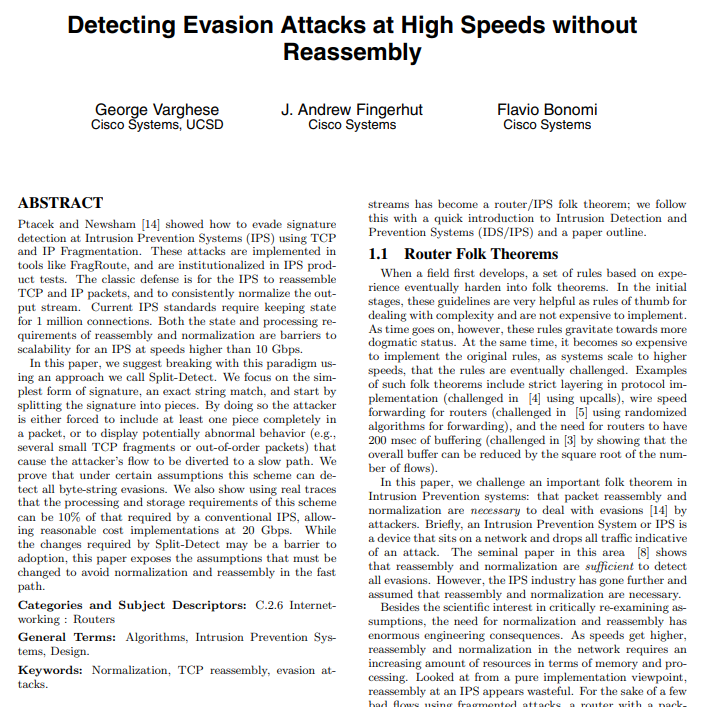 Detecting Evasion Attacks at High Speeds without
Reassembly
George Varghese
Cisco Systems, UCSD
J. Andrew Fingerhut
Cisco Systems
Flavio Bonomi
Cisco Systems
ABSTRACT
Ptacek and Newsham [14] showed how to evade signature
detection at Intrusion Prevention Systems (IPS) using TCP
and IP Fragmentation. These attacks are implemented in
tools like FragRoute, and are institutionalized in IPS prod-
uct tests. The classic defense is for the IPS to reassemble
TCP and IP packets, and to consistently normalize the out-
put stream. Current IPS standards require keeping state
for 1 million connections. Both the state and processing re-
quirements of reassembly and normalization are barriers to
scalability for an IPS at speeds higher than 10 Gbps.
In this paper, we suggest breaking with this paradigm us-
ing an approach we call Split-Detect. We focus on the sim-
plest form of signature, an exact string match, and start by
splitting the signature into pieces. By doing so the attacker
is either forced to include at least one piece completely in
a packet, or to display potentially abnormal behavior (e.g.,
several small TCP fragments or out-of-order packets) that
cause the attacker's flow to be diverted to a slow path. We
prove that under certain assumptions this scheme can de-
tect all byte-string evasions. We also show using real traces
that the processing and storage requirements of this scheme
can be 10% of that required by a conventional IPS, allow-
ing reasonable cost implementations at 20 Gbps. While
the changes required by Split-Detect may be a barrier to
adoption, this paper exposes the assumptions that must be
changed to avoid normalization and reassembly in the fast
path.
Categories and Subject Descriptors: C.2.6 Internet-
working : Routers
General Terms: Algorithms, Intrusion Prevention Sys-
tems, Design.
Keywords: Normalization, TCP reassembly, evasion at-
tacks.
streams has become a router/IPS folk theorem; we follow
this with a quick introduction to Intrusion Detection and
Prevention Systems (IDS/IPS) and a paper outline.
1.1 Router Folk Theorems
When a field first develops, a set of rules based on expe-
rience eventually harden into folk theorems. In the initial
stages, these guidelines are very helpful as rules of thumb for
dealing with complexity and are not expensive to implement.
As time goes on, however, these rules gravitate towards more
dogmatic status. At the same time, it becomes so expensive
to implement the original rules, as systems scale to higher
speeds, that the rules are eventually challenged. Examples
of such folk theorems include strict layering in protocol im-
plementation (challenged in [4] using upcalls), wire speed
forwarding for routers (challenged in [5] using randomized
algorithms for forwarding), and the need for routers to have
200 msec of buffering (challenged in [3] by showing that the
overall buffer can be reduced by the square root of the num-
ber of flows).
In this paper, we challenge an important folk theorem in
Intrusion Prevention systems: that packet reassembly and
normalization are necessary to deal with evasions [14] by
attackers. Briefly, an Intrusion Prevention System or IPS is
a device that sits on a network and drops all traffic indicative
of an attack. The seminal paper in this area [8] shows
that reassembly and normalization are sufficient to detect
all evasions. However, the IPS industry has gone further and
assumed that reassembly and normalization are necessary.
Besides the scientific interest in critically re-examining as-
sumptions, the need for normalization and reassembly has
enormous engineering consequences. As speeds get higher,
reassembly and normalization in the network requires an
increasing amount of resources in terms of memory and pro-
cessing. Looked at from a pure implementation viewpoint,
reassembly at an IPS appears wasteful. For the sake of a few
bad flows using fragmented attacks, a router with a pack-